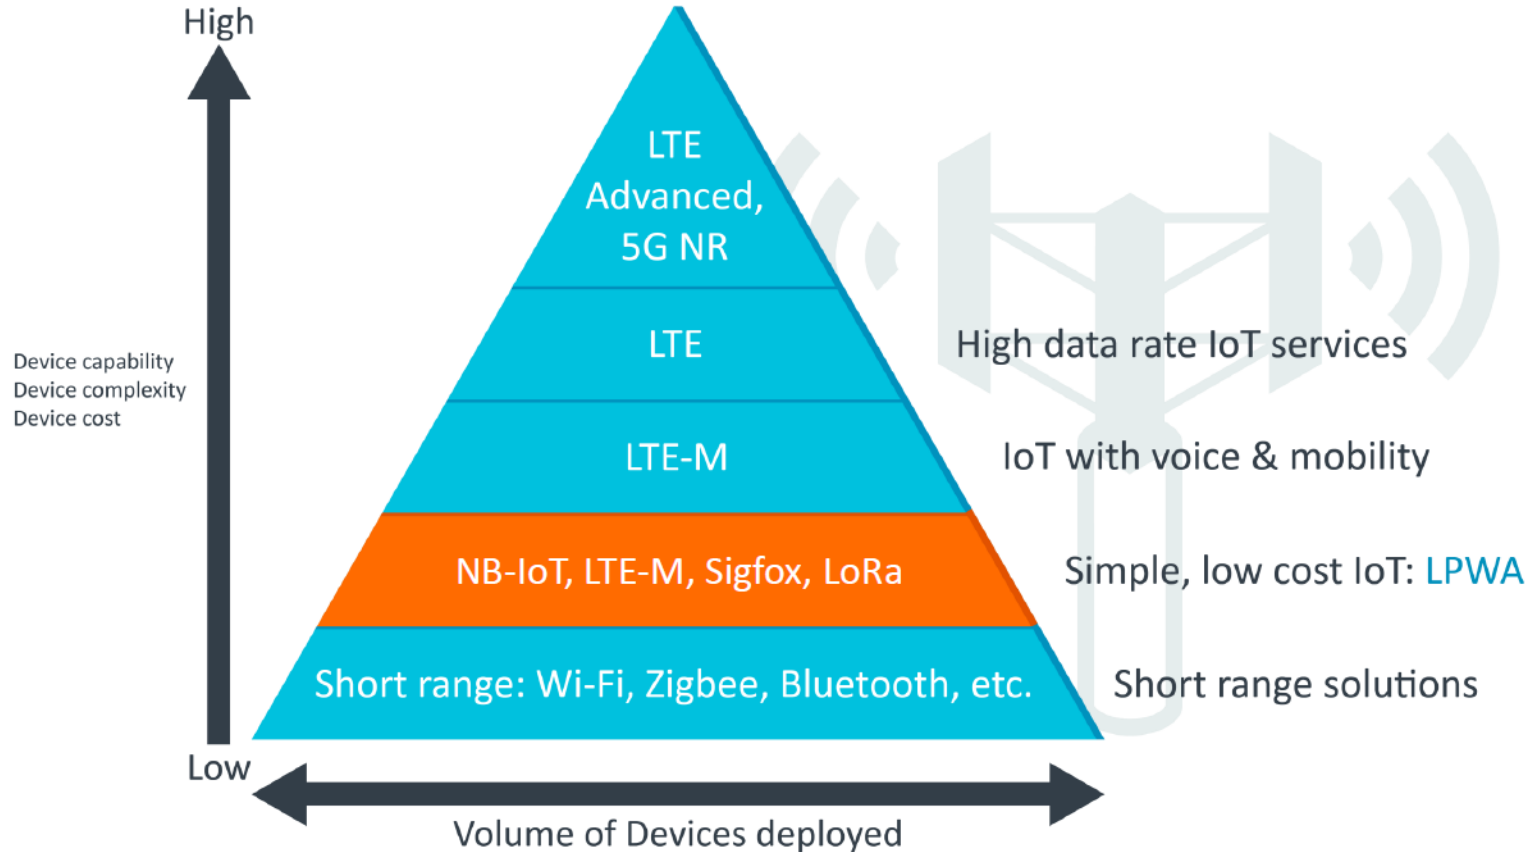 High
LTE
Advanced,
5G NR
LTE
High data rate IoT services
Device capability
Device complexity
Device cost
LTE-M
IoT with voice & mobility
NB-IoT, LTE-M, Sigfox, LoRa
Simple, low cost IoT: LPWA
Short range: Wi-Fi, Zigbee, Bluetooth, etc.
Short range solutions
Low
Volume of Devices deployed